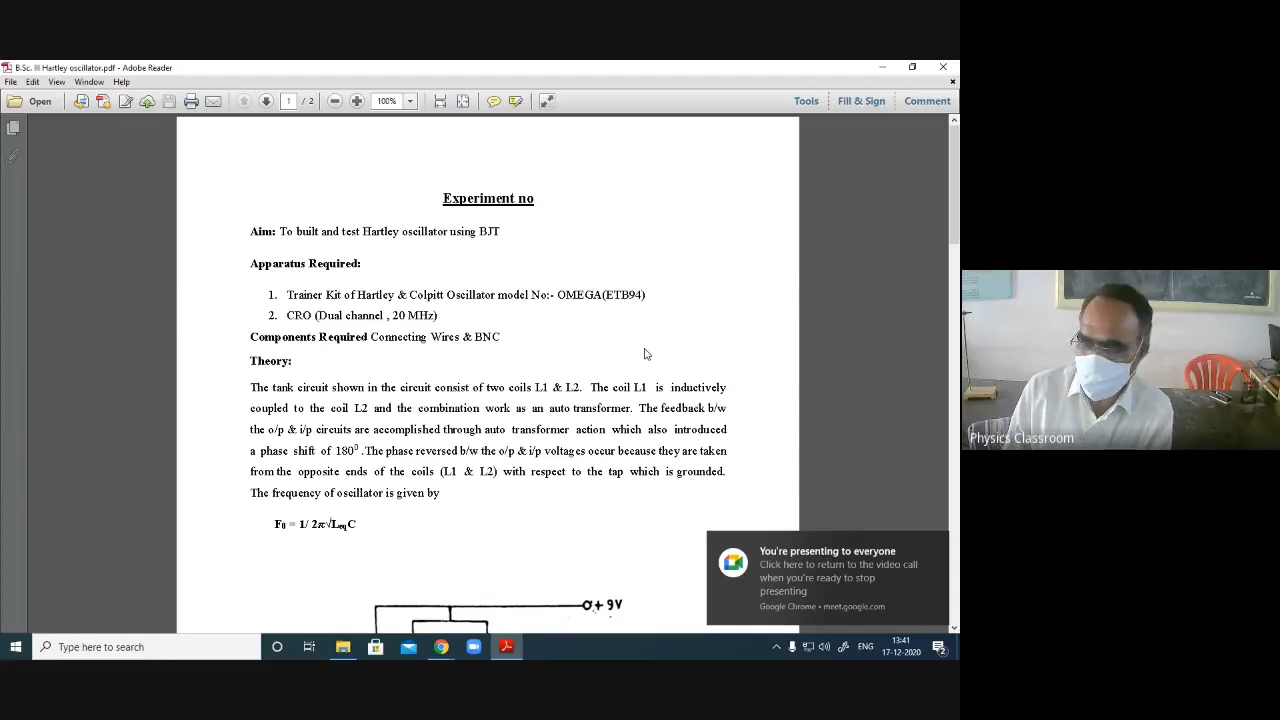 B.Sc. III Hartley oscillator.pdf - Adobe Reader
File Edit View Window Help
Open 1 / 2 100% Tools Fill & Sign Comment
Experiment no
Aim: To built and test Hartley oscillator using BJT
Apparatus Required:
1. Trainer Kit of Hartley & Colpitt Oscillator model No:- OMEGA(ETB94)
2. CRO (Dual channel , 20 MHz)
Components Required Connecting Wires & BNC
Theory:
The tank circuit shown in the circuit consist of two coils L1 & L2. The coil L1 is inductively
coupled to the coil L2 and the combination work as an auto transformer. The feedback b/w
the o/p & i/p circuits are accomplished through auto transformer action which also introduced
a phase shift of 180⁰ .The phase reversed b/w the o/p & i/p voltages occur because they are taken
from the opposite ends of the coils (L1 & L2) with respect to the tap which is grounded.
The frequency of oscillator is given by
F₀ = 1/ 2π√LeqC
+ 9V
You're presenting to everyone
Click here to return to the video call
when you're ready to stop
presenting
Google Chrome • meet.google.com
Physics Classroom
Type here to search
ENG
13:41
17-12-2020
2